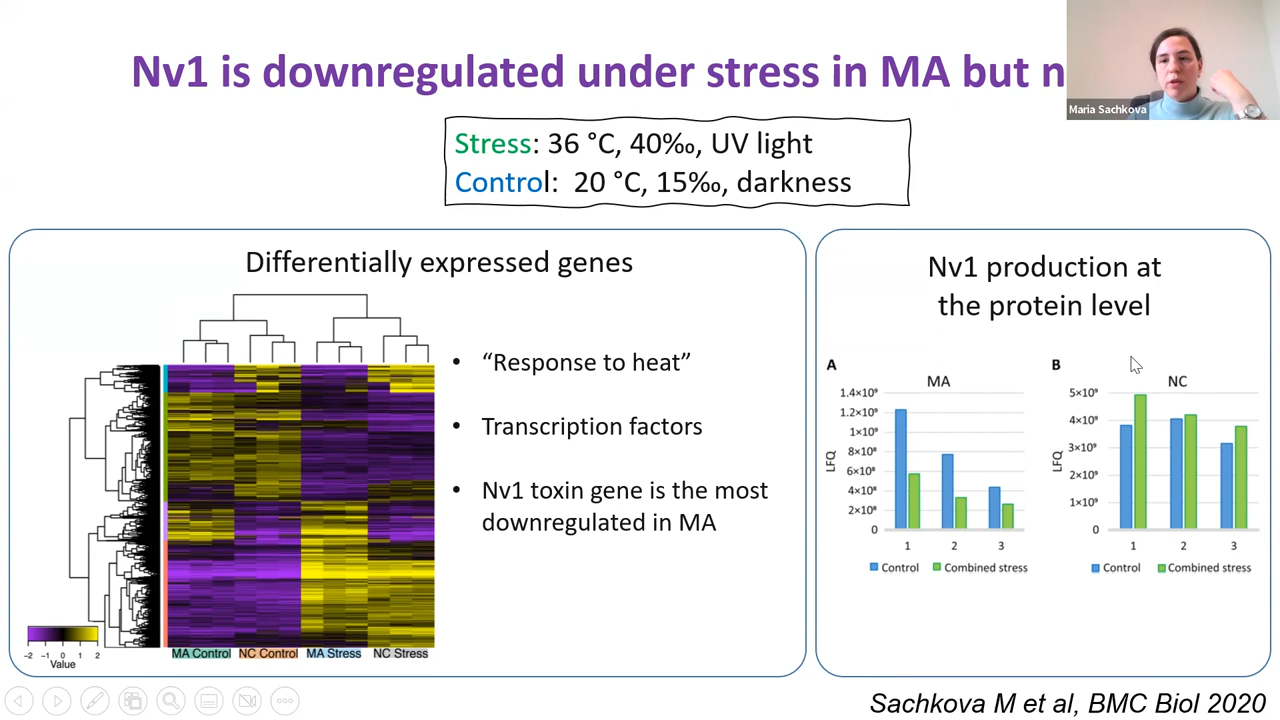 Nv1 is downregulated under stress in MA but n
Maria Sachkova
Stress: 36 °C, 40‰, UV light
Control: 20 °C, 15‰, darkness
Differentially expressed genes
• “Response to heat”
• Transcription factors
• Nv1 toxin gene is the most
downregulated in MA
-2 -1 0 1 2
Value
MA Control NC Control MA Stress NC Stress
Nv1 production at
the protein level
A
MA
1.4×10⁹
1.2×10⁹
1×10⁹
8×10⁸
6×10⁸
4×10⁸
2×10⁸
0
LFQ
1 2 3
Control Combined stress
B
NC
5×10⁹
4×10⁹
3×10⁹
2×10⁹
1×10⁹
0
LFQ
1 2 3
Control Combined stress
Sachkova M et al, BMC Biol 2020